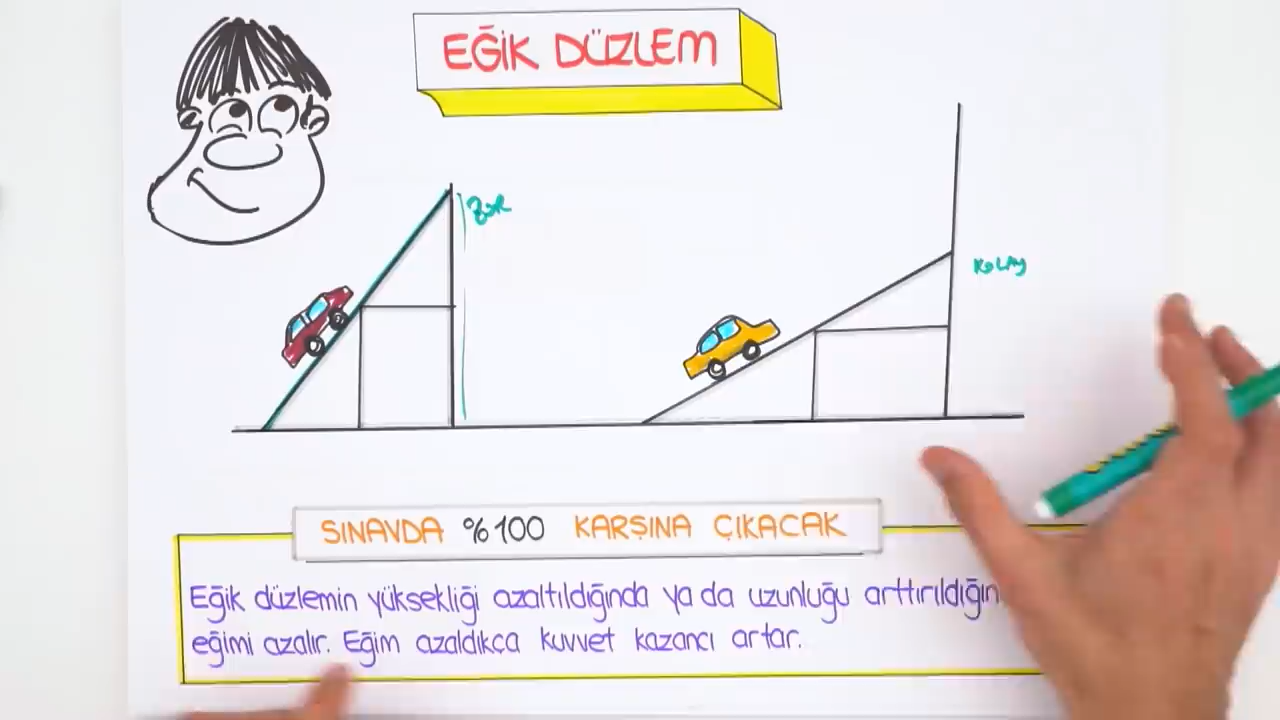 EĞİK DÜZLEM
ZOR
KOLAY
SINAVDA %100 KARŞINA ÇIKACAK
Eğik düzlemin yüksekliği azaltıldığında ya da uzunluğu arttırıldığın
eğimi azalır. Eğim azaldıkça kuvvet kazancı artar.